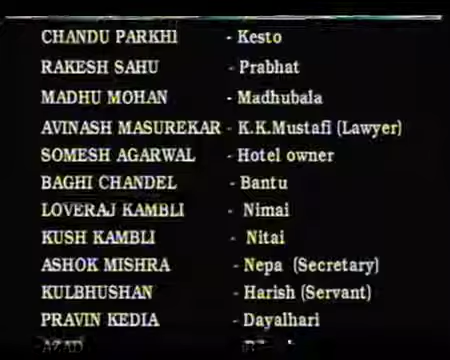 CHANDU PARKHI - Kesto
RAKESH SAHU - Prabhat
MADHU MOHAN - Madhubala
AVINASH MASUREKAR - K.K.Mustafi (Lawyer)
SOMESH AGARWAL - Hotel owner
BAGHI CHANDEL - Bantu
LOVERAJ KAMBLI - Nimai
KUSH KAMBLI - Nitai
ASHOK MISHRA - Nepa (Secretary)
KULBHUSHAN - Harish (Servant)
PRAVIN KEDIA - Dayalhari
AZAD